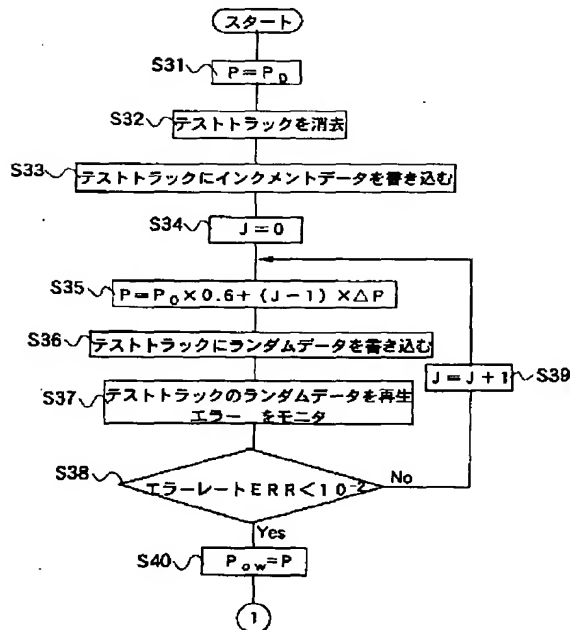 スタート
S31 P=P₀
S32 テストトラックを消去
S33 テストトラックにインクメントデータを書き込む
S34 J=0
S35 P=P₀×0.6+(J-1)×△P
S36 テストトラックにランダムデータを書き込む
S37 テストトラックのランダムデータを再生
エラー をモニタ
J=J+1 S39
S38 エラーレートERR<10⁻²
No
Yes
S40 Pow=P
1